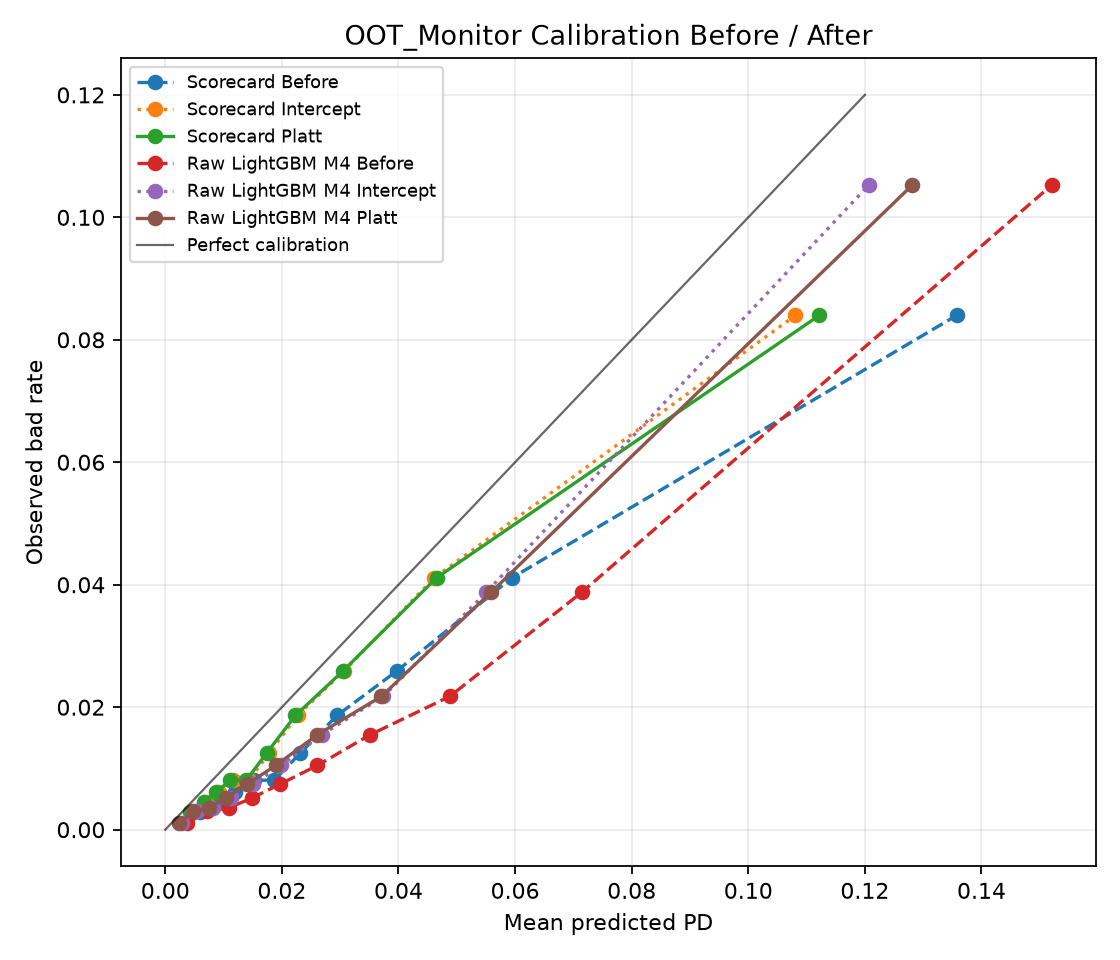 OOT_Monitor Calibration Before / After
Scorecard Before
Scorecard Intercept
Scorecard Platt
Raw LightGBM M4 Before
Raw LightGBM M4 Intercept
Raw LightGBM M4 Platt
Perfect calibration
Observed bad rate
0.12
0.10
0.08
0.06
0.04
0.02
0.00
0.00 0.02 0.04 0.06 0.08 0.10 0.12 0.14
Mean predicted PD